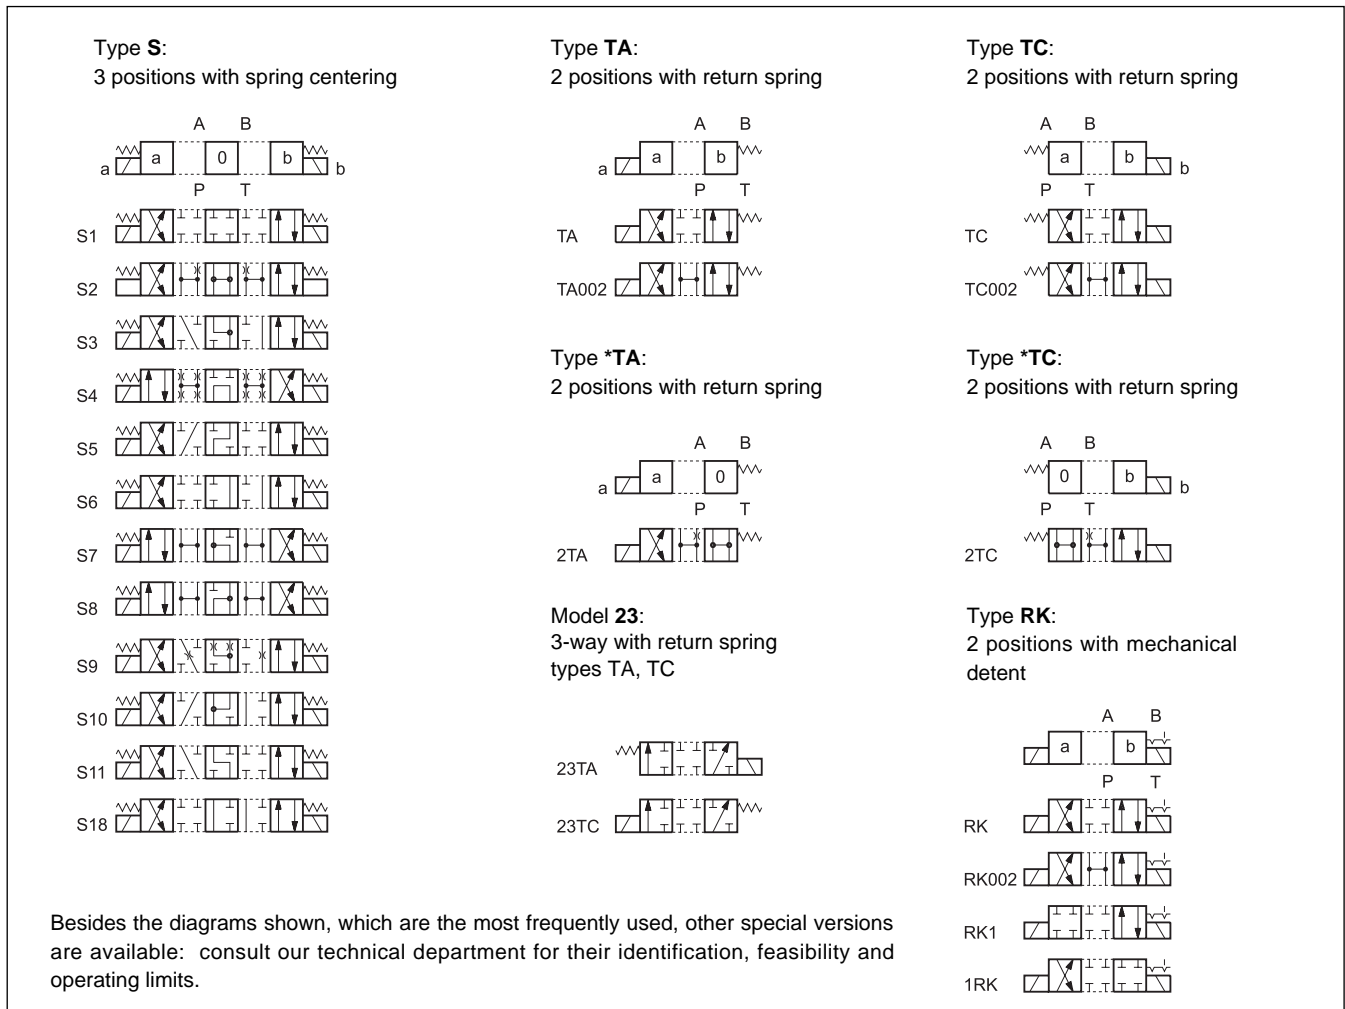 Type S:
3 positions with spring centering
A B
a a 0 b b
P T
S1
S2
S3
S4
S5
S6
S7
S8
S9
S10
S11
S18
Type TA:
2 positions with return spring
A B
a a b
P T
TA
TA002
Type *TA:
2 positions with return spring
A B
a a 0
P T
2TA
Model 23:
3-way with return spring
types TA, TC
23TA
23TC
Type TC:
2 positions with return spring
A B
a b b
P T
TC
TC002
Type *TC:
2 positions with return spring
A B
0 b b
P T
2TC
Type RK:
2 positions with mechanical
detent
A B
a b
P T
RK
RK002
RK1
1RK
Besides the diagrams shown, which are the most frequently used, other special versions
are available: consult our technical department for their identification, feasibility and
operating limits.